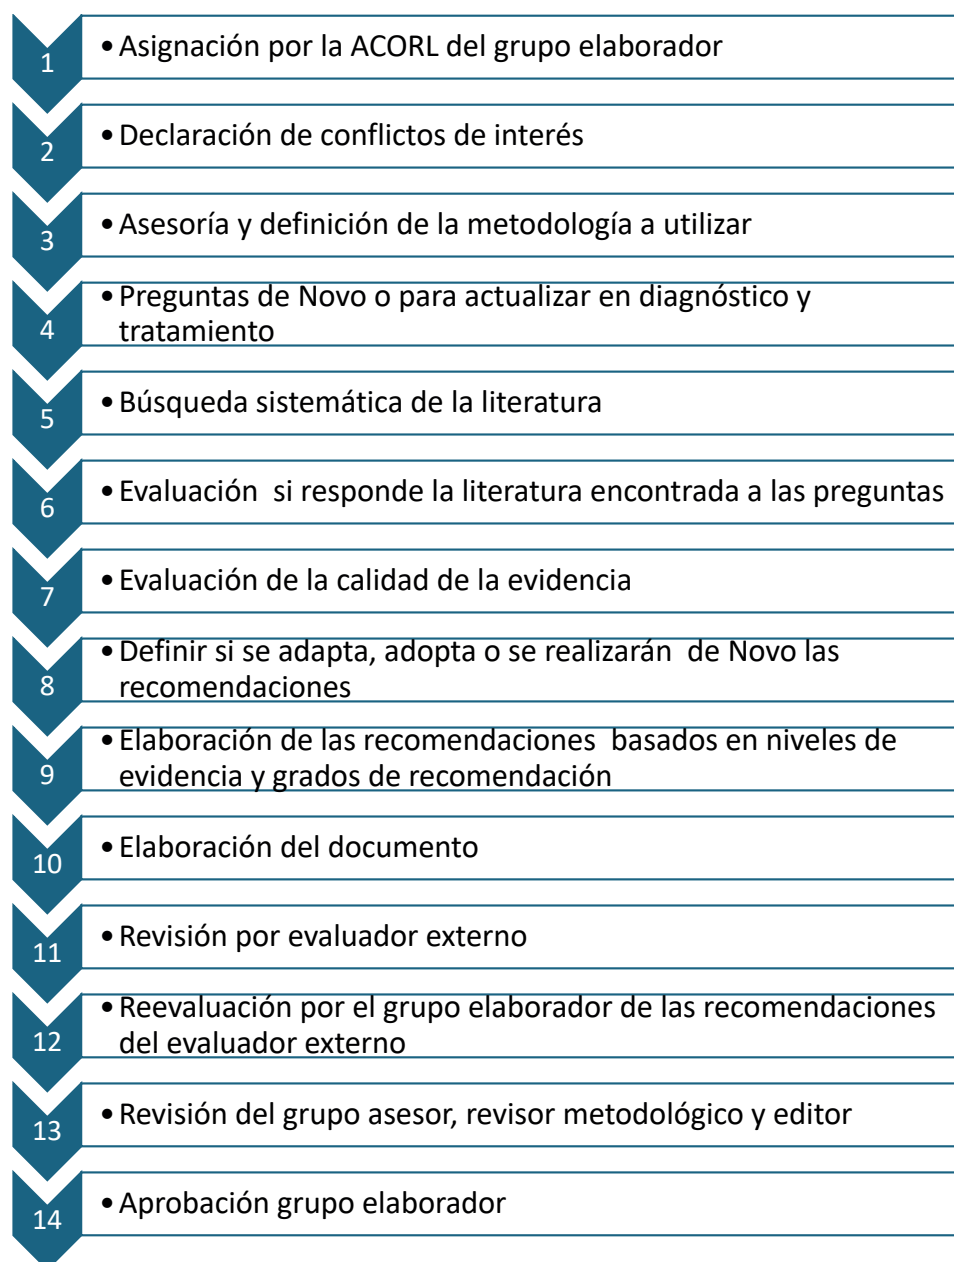 1
• Asignación por la ACORL del grupo elaborador
2
• Declaración de conflictos de interés
3
• Asesoría y definición de la metodología a utilizar
4
• Preguntas de Novo o para actualizar en diagnóstico y
tratamiento
5
• Búsqueda sistemática de la literatura
6
• Evaluación  si responde la literatura encontrada a las preguntas
7
• Evaluación de la calidad de la evidencia
8
• Definir si se adapta, adopta o se realizarán  de Novo las
recomendaciones
9
• Elaboración de las recomendaciones  basados en niveles de
evidencia y grados de recomendación
10
• Elaboración del documento
11
• Revisión por evaluador externo
12
• Reevaluación por el grupo elaborador de las recomendaciones
del evaluador externo
13
• Revisión del grupo asesor, revisor metodológico y editor
14
• Aprobación grupo elaborador